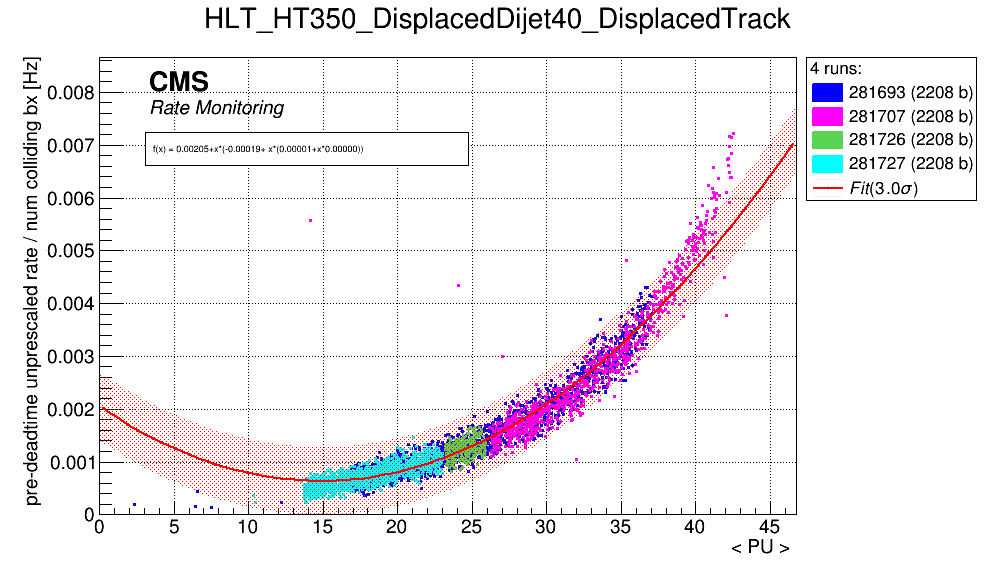 HLT_HT350_DisplacedDijet40_DisplacedTrack
pre-deadtime unprescaled rate / num colliding bx [Hz]
CMS
Rate Monitoring
f(x) = 0.00205+x*(-0.00019+ x*(0.00001+x*0.00000))
0.008
0.007
0.006
0.005
0.004
0.003
0.002
0.001
0
0 5 10 15 20 25 30 35 40 45
< PU >
4 runs:
281693 (2208 b)
281707 (2208 b)
281726 (2208 b)
281727 (2208 b)
Fit(3.0σ)